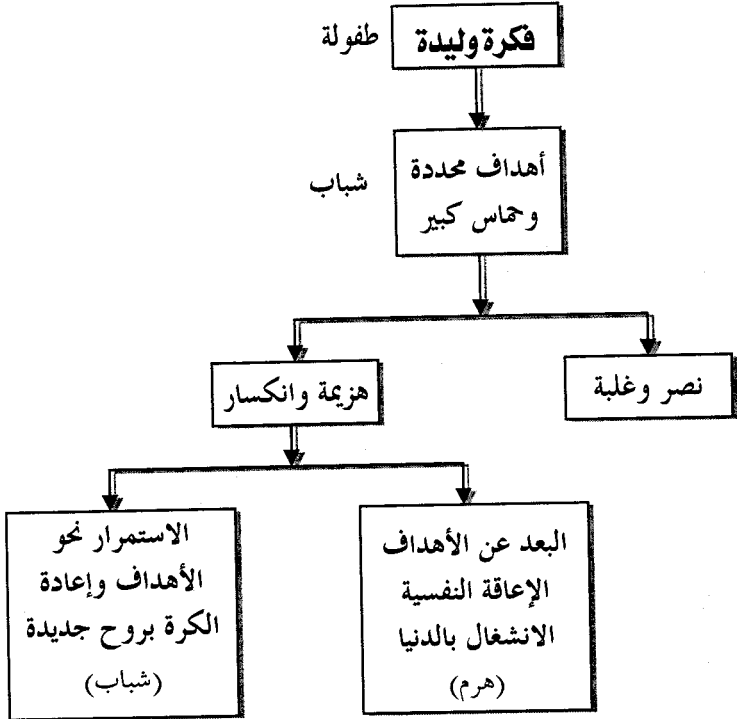 فكرة وليدة
طفولة
أهداف محددة
وحماس كبير
شباب
نصر وغلبة
هزيمة وانكسار
البعد عن الأهداف
الإعاقة النفسية
الانشغال بالدنيا
(هرم)
الاستمرار نحو
الأهداف وإعادة
الكرة بروح جديدة
(شباب)